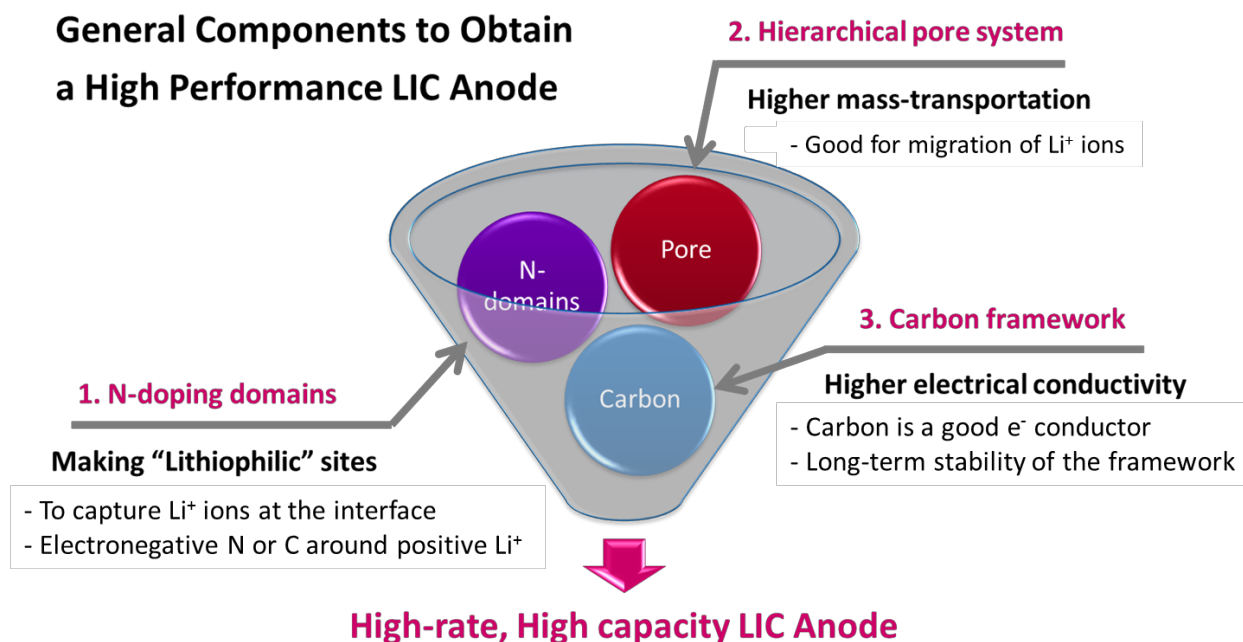 General Components to Obtain
a High Performance LIC Anode
2. Hierarchical pore system
Higher mass-transportation
- Good for migration of Li⁺ ions
Pore
N-
domains
3. Carbon framework
Higher electrical conductivity
- Carbon is a good e⁻ conductor
- Long-term stability of the framework
Carbon
1. N-doping domains
Making “Lithiophilic” sites
- To capture Li⁺ ions at the interface
- Electronegative N or C around positive Li⁺
High-rate, High capacity LIC Anode